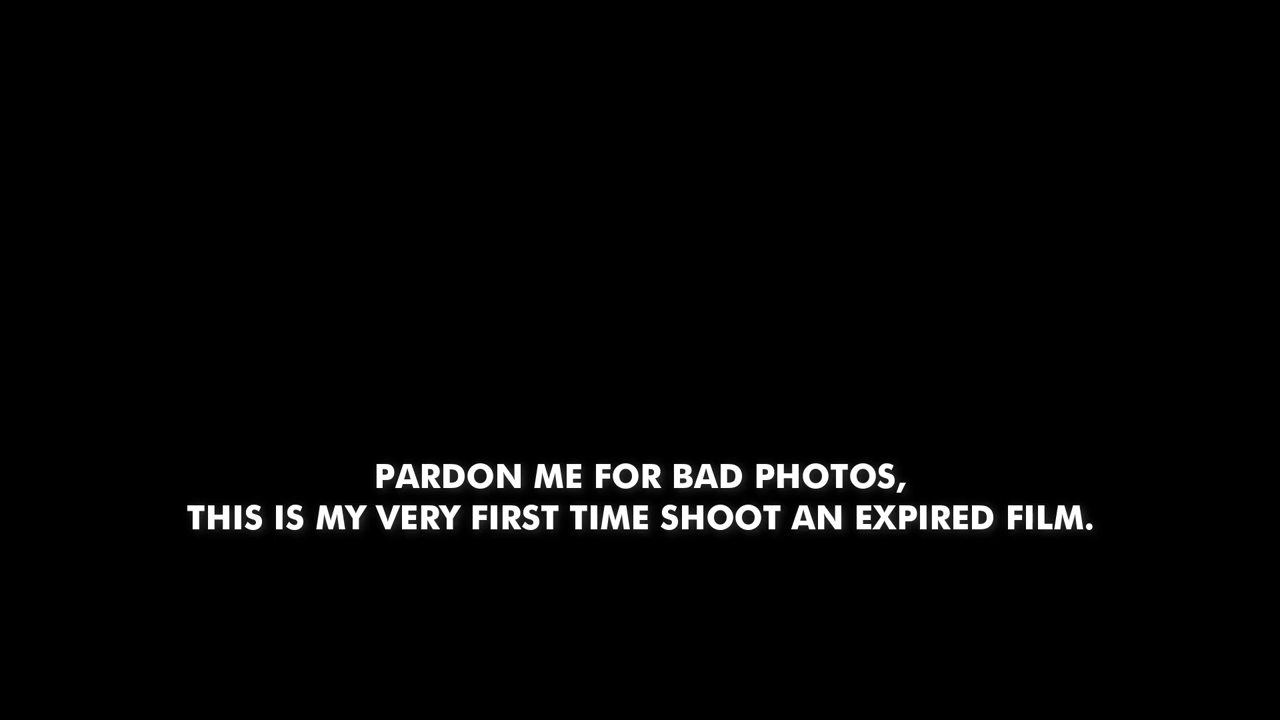 PARDON ME FOR BAD PHOTOS,
THIS IS MY VERY FIRST TIME SHOOT AN EXPIRED FILM.